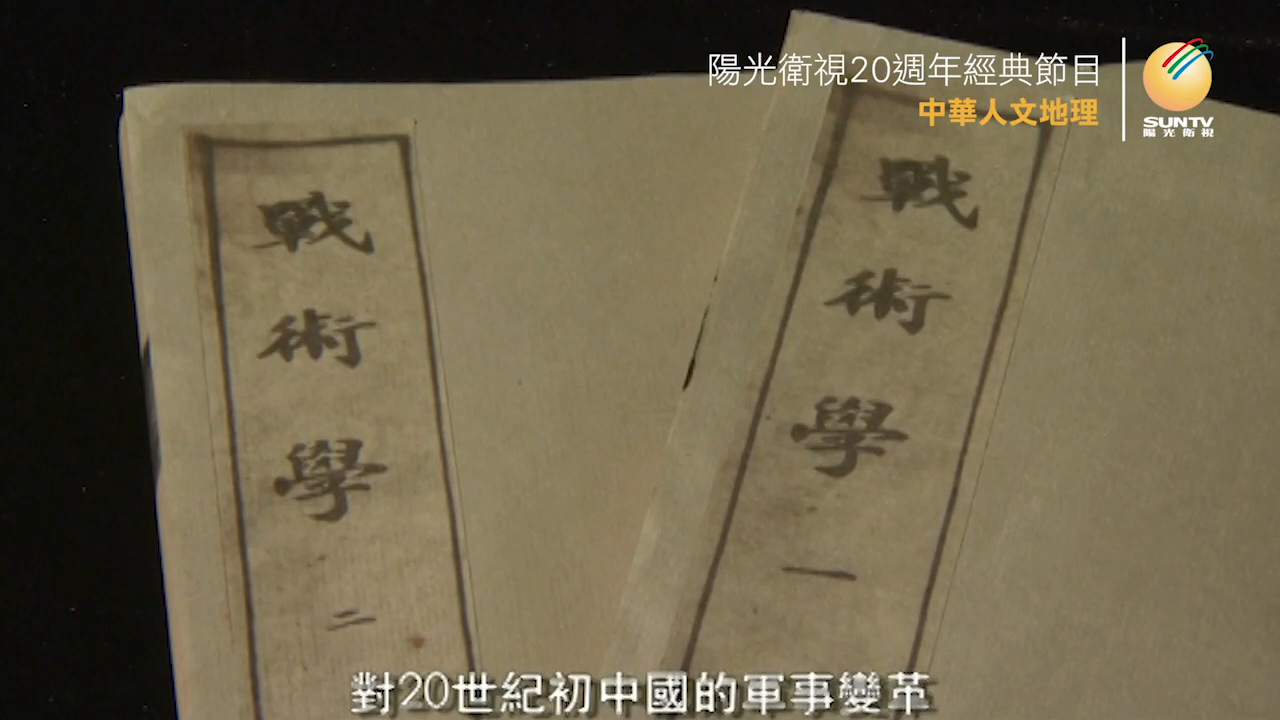 陽光衛視20週年經典節目
中華人文地理
SUNTV
陽光衛視
戰術學一
戰術學二
對20世紀初中國的軍事變革